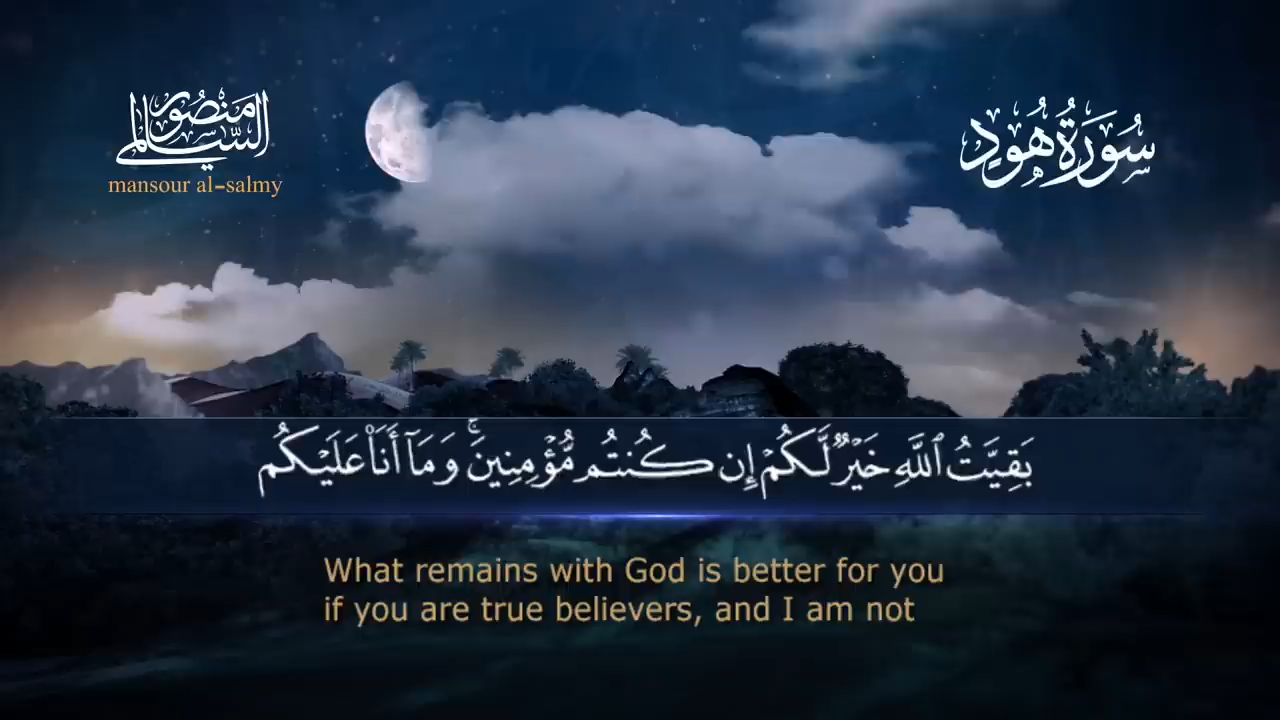 منصور
السالمي
mansour al-salmy
سُورَةُ هُودٍ
بَقِيَّتُ ٱللَّهِ خَيْرٌ لَّكُمْ إِن كُنتُم مُّؤْمِنِينَ ۚ وَمَآ أَنَا۠ عَلَيْكُم
What remains with God is better for you
if you are true believers, and I am not